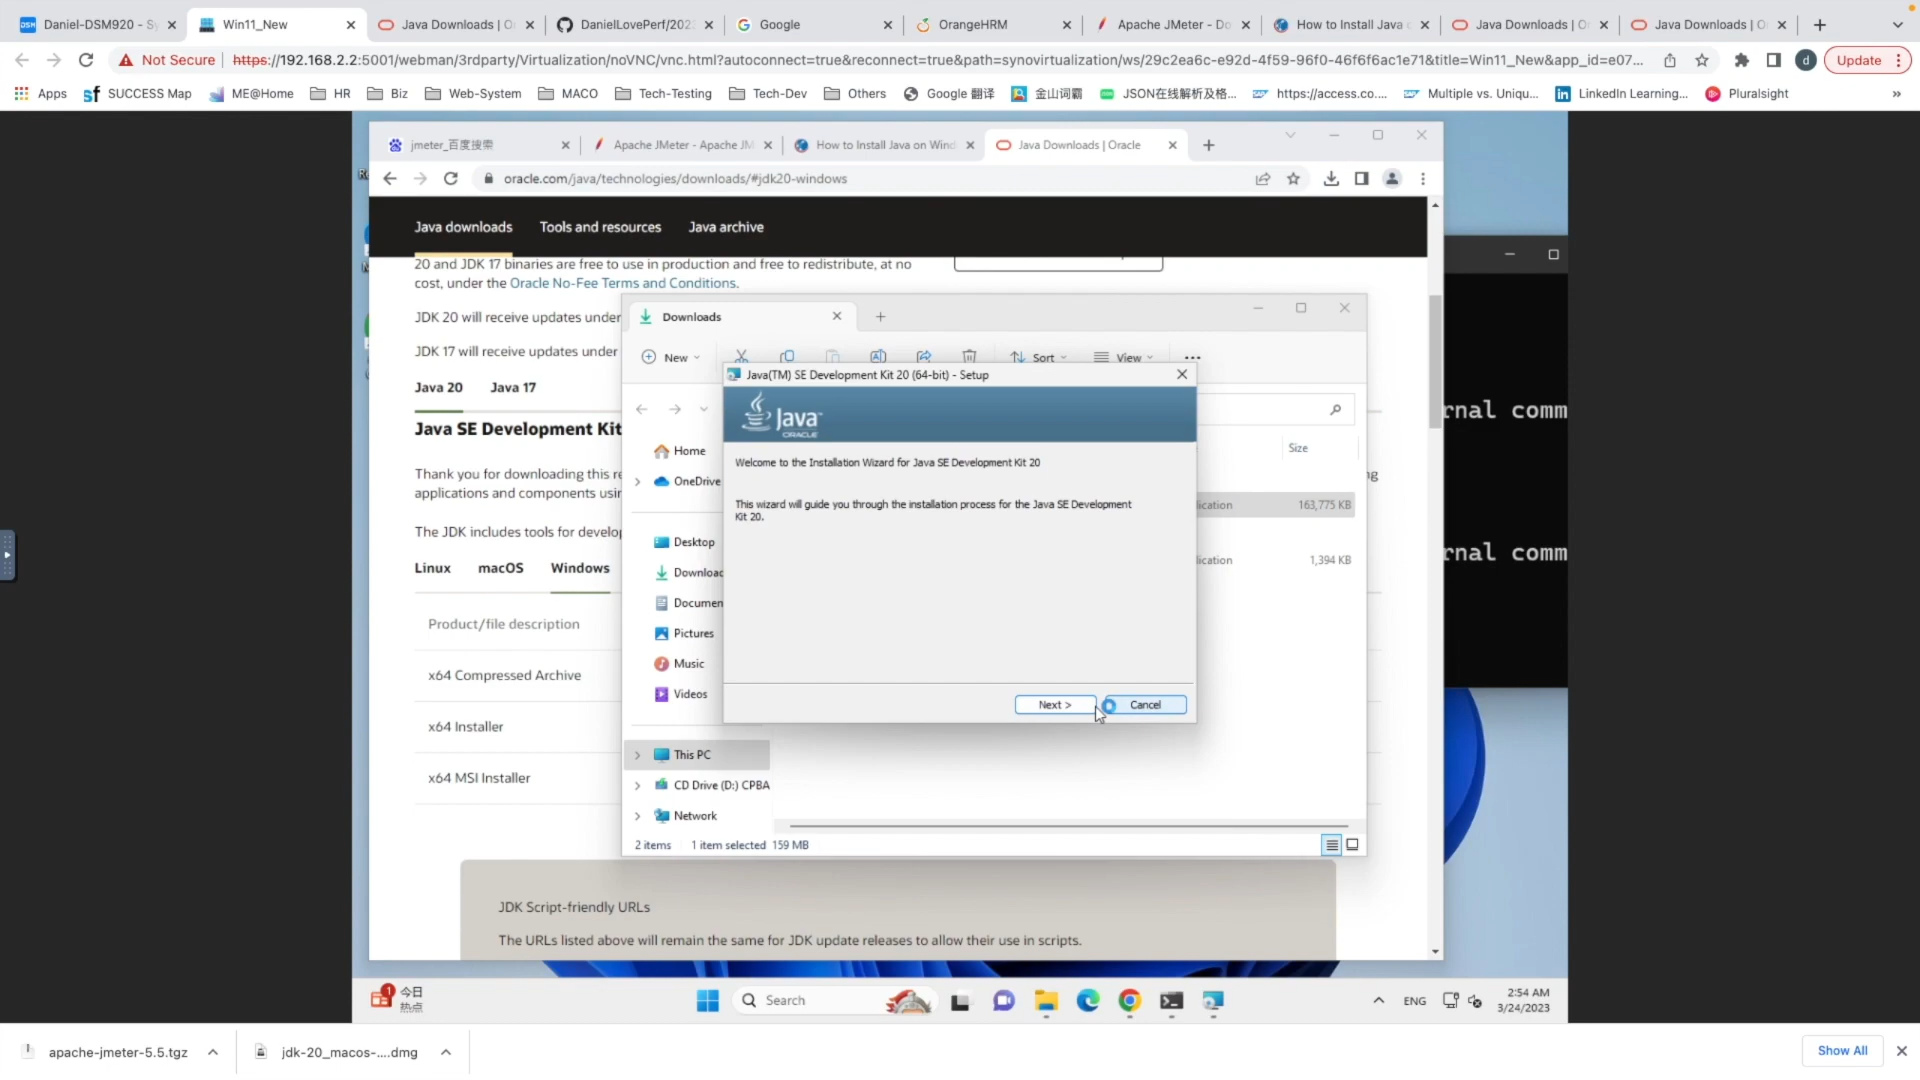 Daniel-DSM920 - Sy
Win11_New
Java Downloads | O
DanielLovePerf/202
Google
OrangeHRM
Apache JMeter - Do
How to Install Java
Java Downloads | O
Java Downloads | O
Not Secure
https://192.168.2.2:5001/webman/3rdparty/Virtualization/noVNC/vnc.html?autoconnect=true&reconnect=true&path=synovirtualization/ws/29c2ea6c-e92d-4f59-96f0-46f6f6ac1e71&title=Win11_New&app_id=e07...
d
Update
Apps
SUCCESS Map
ME@Home
HR
Biz
Web-System
MACO
Tech-Testing
Tech-Dev
Others
Google 翻译
金山词霸
JSON在线解析及格...
https://access.co....
Multiple vs. Uniqu...
LinkedIn Learning...
Pluralsight
»
jmeter_百度搜索
Apache JMeter - Apache JM
How to Install Java on Wind
Java Downloads | Oracle
oracle.com/java/technologies/downloads/#jdk20-windows
Java downloads
Tools and resources
Java archive
20 and JDK 17 binaries are free to use in production and free to redistribute, at no
cost, under the Oracle No-Fee Terms and Conditions.
JDK 20 will receive updates under
JDK 17 will receive updates under
Java 20
Java 17
Java SE Development Kit
Thank you for downloading this re
applications and components usin
The JDK includes tools for develop
Linux
macOS
Windows
Product/file description
x64 Compressed Archive
x64 Installer
x64 MSI Installer
Downloads
New
Sort
View
Home
OneDrive
Desktop
Downloac
Documen
Pictures
Music
Videos
This PC
CD Drive (D:) CPBA
Network
Size
lication
163,775 KB
lication
1,394 KB
2 items
1 item selected 159 MB
Java(TM) SE Development Kit 20 (64-bit) - Setup
Java
ORACLE
Welcome to the Installation Wizard for Java SE Development Kit 20
This wizard will guide you through the installation process for the Java SE Development
Kit 20.
Next >
Cancel
rnal comm
rnal comm
JDK Script-friendly URLs
The URLs listed above will remain the same for JDK update releases to allow their use in scripts.
1
今日
热点
Search
ENG
2:54 AM
3/24/2023
apache-jmeter-5.5.tgz
jdk-20_macos-....dmg
Show All